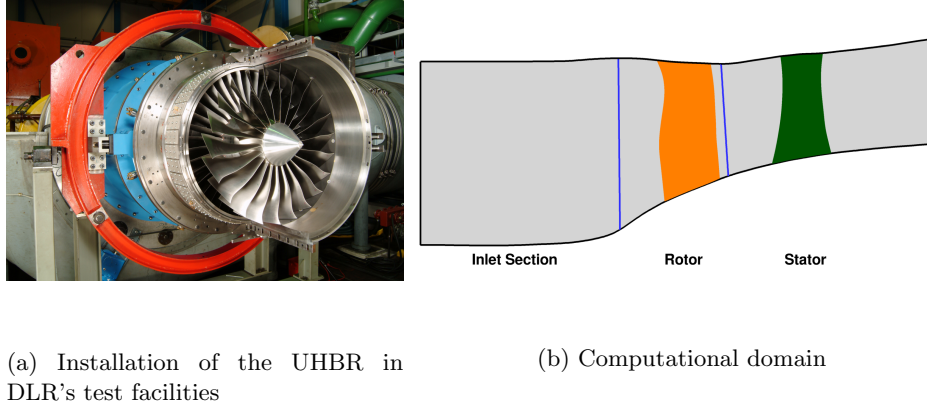 Inlet Section Rotor Stator
(a) Installation of the UHBR in
DLR's test facilities
(b) Computational domain